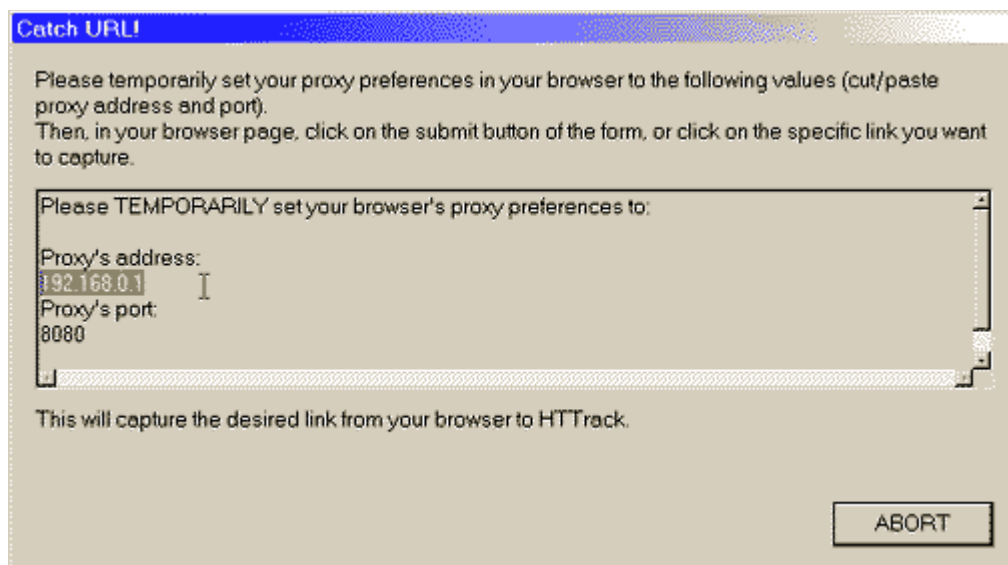 Catch URL!
Please temporarily set your proxy preferences in your browser to the following values (cut/paste
proxy address and port).
Then, in your browser page, click on the submit button of the form, or click on the specific link you want
to capture.
Please TEMPORARILY set your browser's proxy preferences to:
Proxy's address:
192.168.0.1
Proxy's port:
8080
This will capture the desired link from your browser to HTTrack.
ABORT